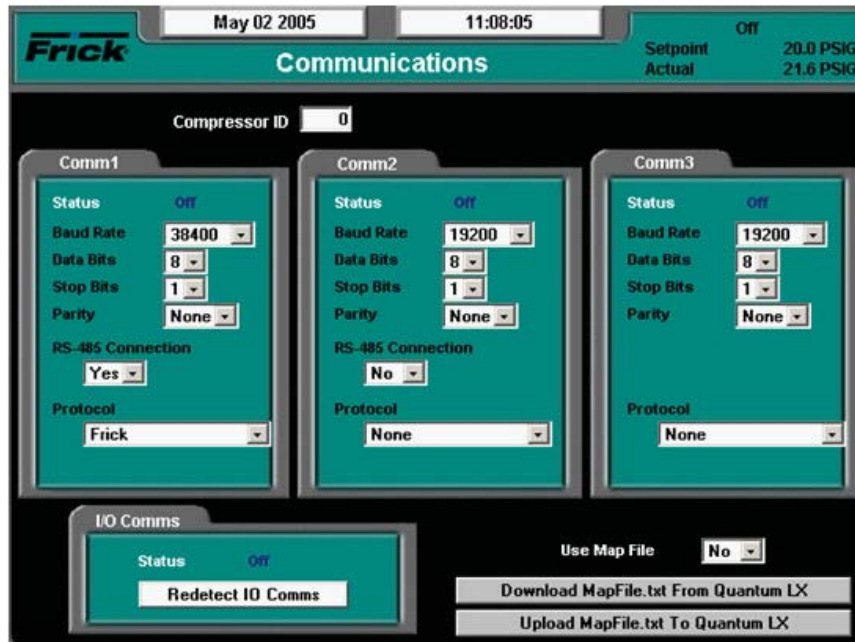 May 02 2005
11:08:05
Off
Frick
Communications
Setpoint 20.0 PSIG
Actual 21.6 PSIG
Compressor ID 0
Comm1
Status Off
Baud Rate 38400
Data Bits 8
Stop Bits 1
Parity None
RS-485 Connection
Yes
Protocol
Frick
Comm2
Status Off
Baud Rate 19200
Data Bits 8
Stop Bits 1
Parity None
RS-485 Connection
No
Protocol
None
Comm3
Status Off
Baud Rate 19200
Data Bits 8
Stop Bits 1
Parity None
Protocol
None
I/O Comms
Status Off
Redetect IO Comms
Use Map File No
Download MapFile.txt From Quantum LX
Upload MapFile.txt To Quantum LX